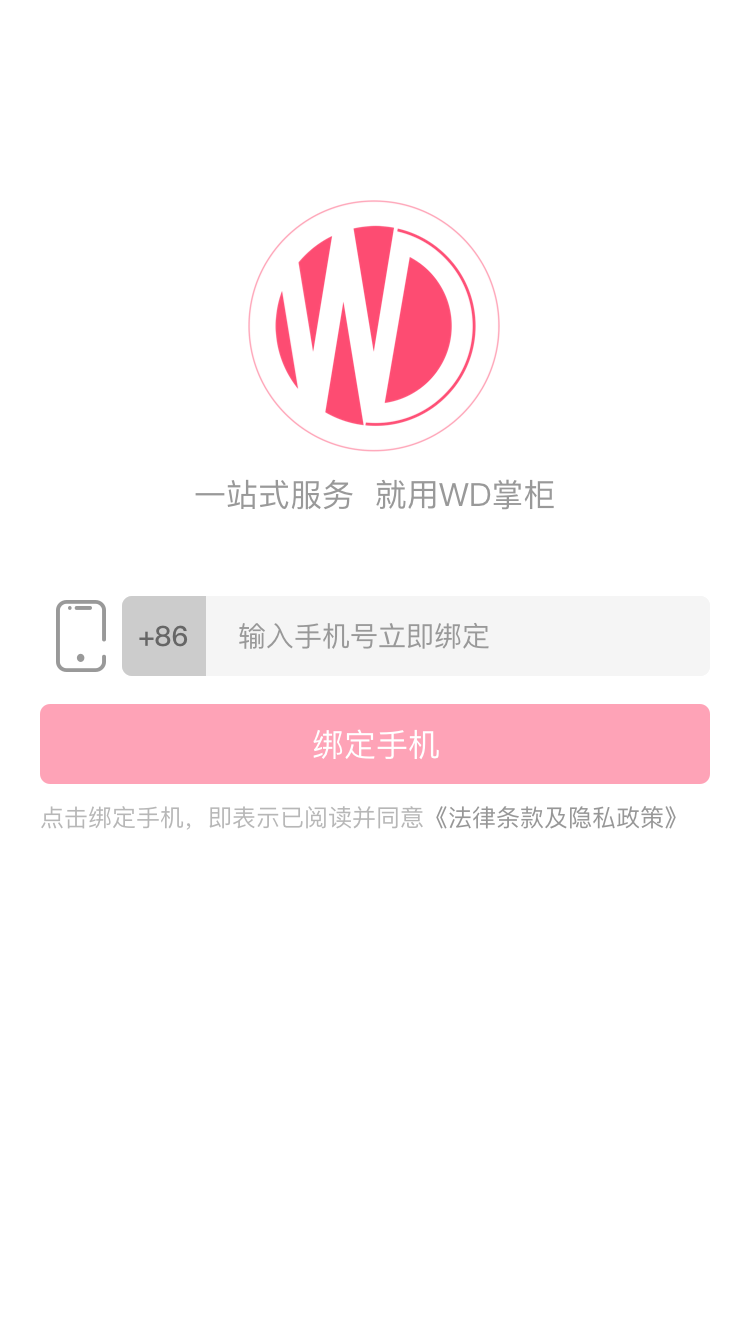 WD
一站式服务 就用WD掌柜
+86 输入手机号立即绑定
绑定手机
点击绑定手机，即表示已阅读并同意《法律条款及隐私政策》